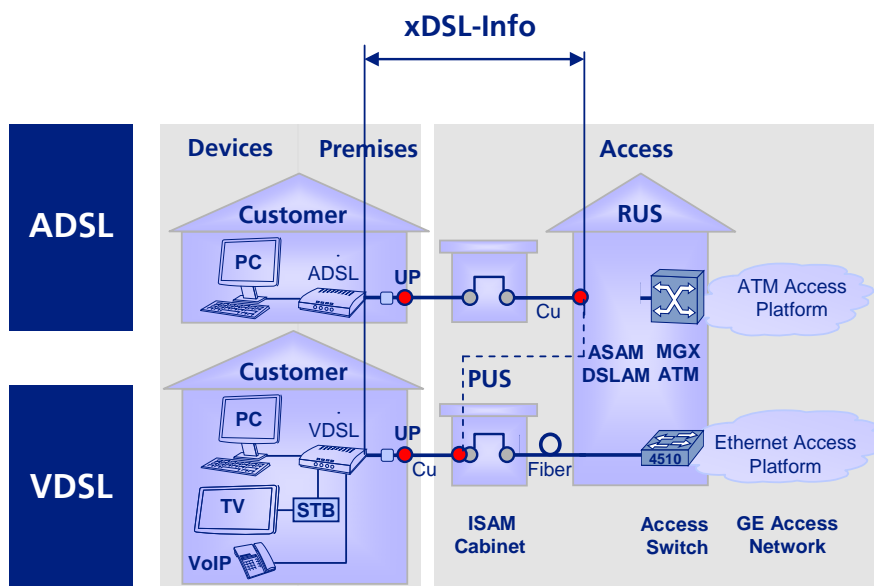 xDSL-Info
Devices
Premises
Access
ADSL
Customer
RUS
PC
ADSL
UP
Cu
ATM Access
Platform
ASAM
DSLAM
MGX
ATM
VDSL
Customer
PUS
PC
VDSL
UP
Cu
Fiber
4510
Ethernet Access
Platform
TV
STB
VoIP
ISAM
Cabinet
Access
Switch
GE Access
Network